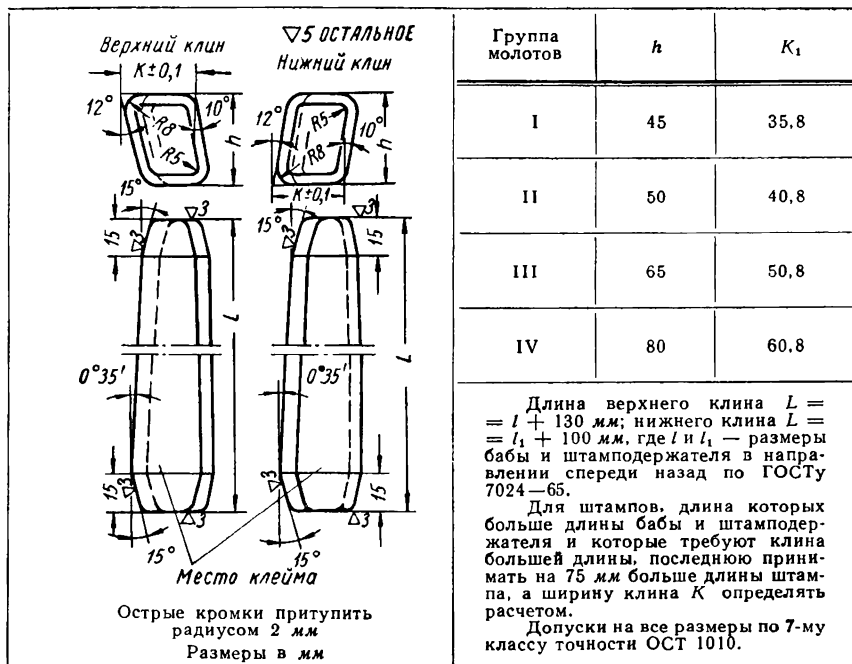 ▽5 ОСТАЛЬНОЕ
Верхний клин
Нижний клин
K±0,1
12°
10°
h
R8
R5
15°
12°
10°
h
R5
R8
K±0,1
15°
▽3
▽3
15
▽3
▽3
15
L
L
0°35′
0°35′
15
▽3
▽3
15°
▽3
▽3
15
15°
Место клейма
Острые кромки притупить
радиусом 2 мм
Размеры в мм
Группа молотов h K₁
I 45 35,8
II 50 40,8
III 65 50,8
IV 80 60,8
Длина верхнего клина L =
= l + 130 мм; нижнего клина L =
= l₁ + 100 мм, где l и l₁ — размеры
бабы и штамподержателя в направ-
лении спереди назад по ГОСТу
7024—65.
Для штампов, длина которых
больше длины бабы и штамподер-
жателя и которые требуют клина
большей длины, последнюю прини-
мать на 75 мм больше длины штам-
па, а ширину клина K определять
расчетом.
Допуски на все размеры по 7-му
классу точности ОСТ 1010.